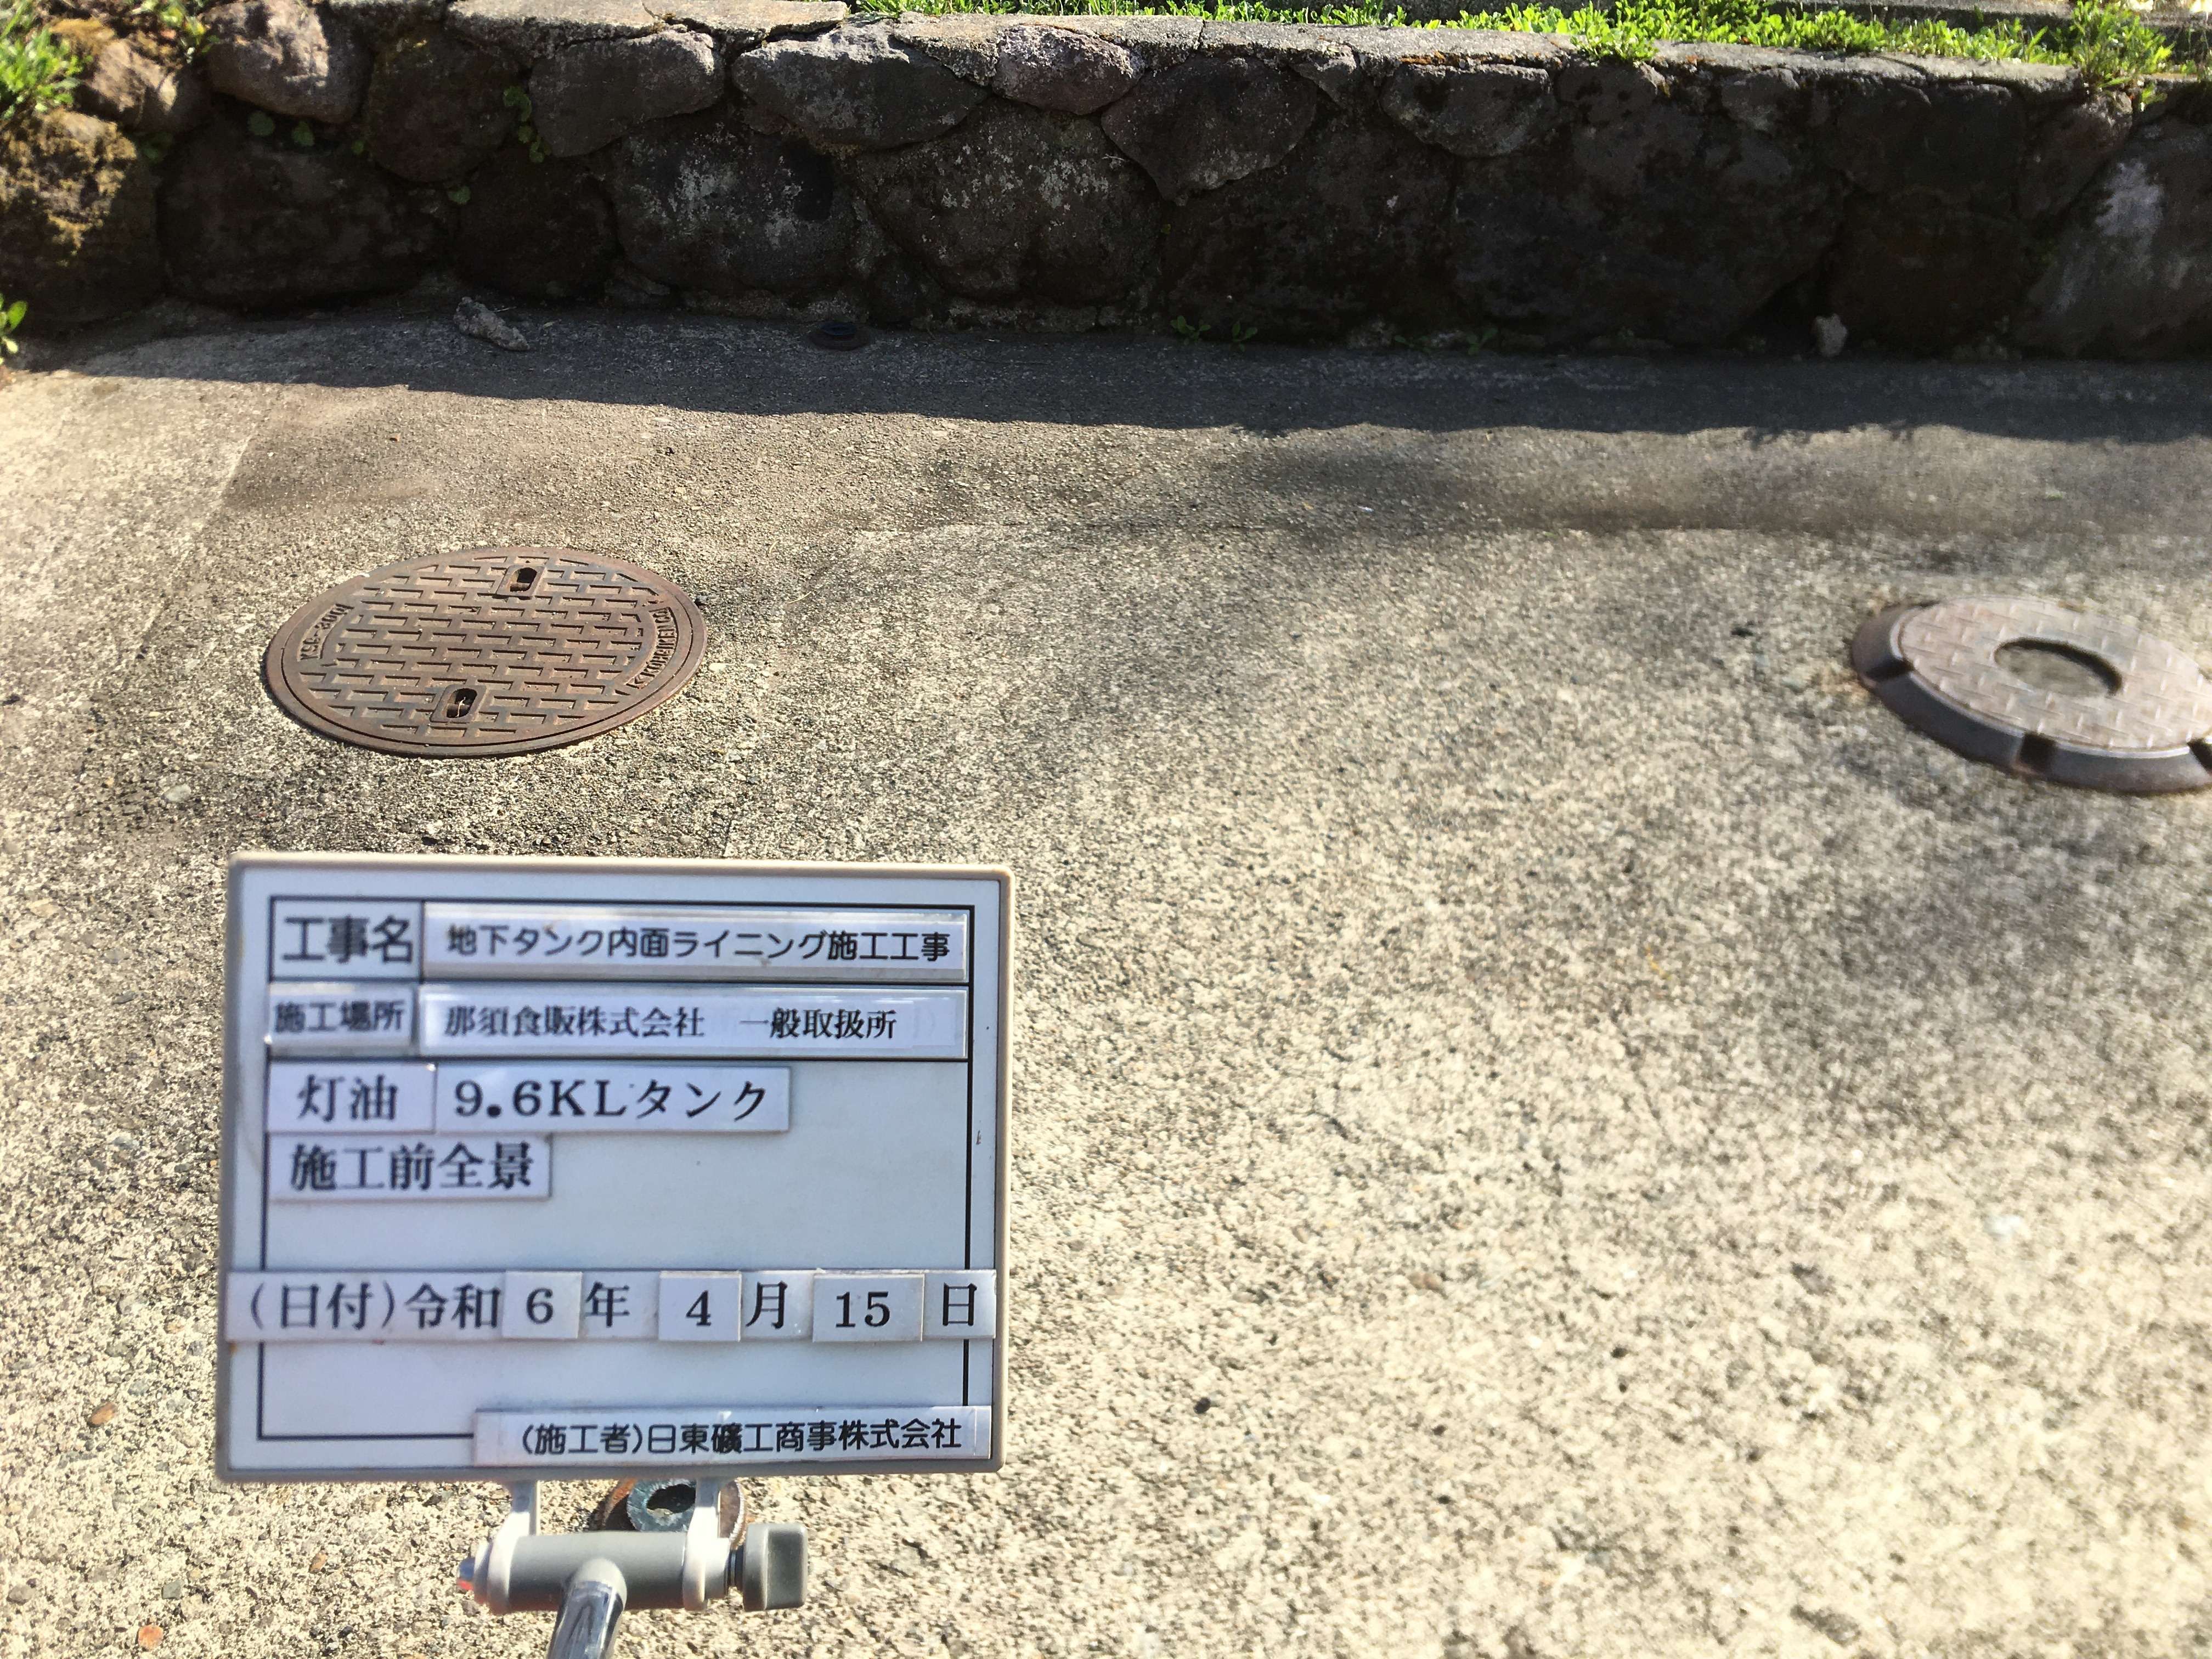 KSG-800
工事名 地下タンク内面ライニング施工工事
施工場所 那須食販株式会社 一般取扱所
灯油 9.6KLタンク
施工前全景
(日付)令和 6 年 4 月 15 日
(施工者)日東礦工商事株式会社